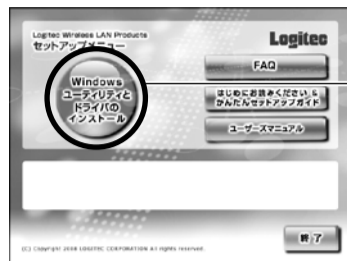 Logitec Wireless LAN Products
セットアップメニュー
Logitec
Windows
ユーティリティと
ドライバの
インストール
FAQ
はじめにお読みください &
かんたんセットアップガイド
ユーザーズマニュアル
終了
(C) Copyright 2008 LOGITEC CORPORATION All rights reserved.